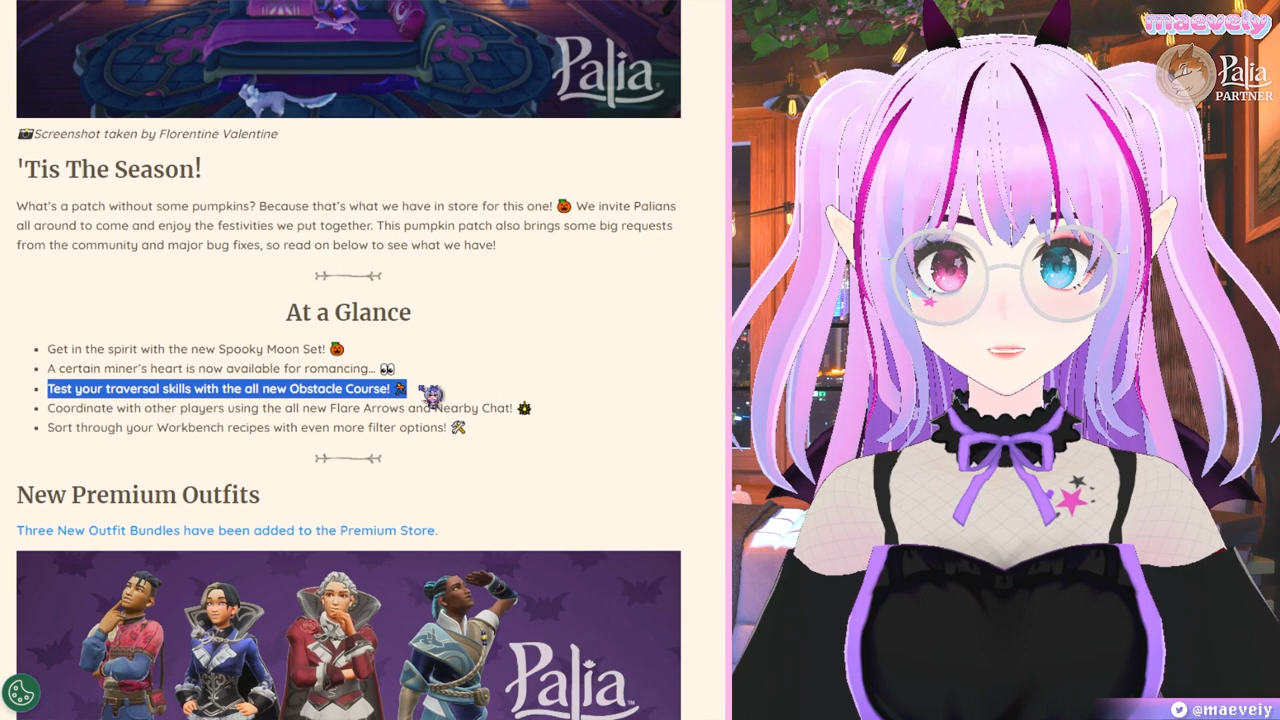 Palia
📷Screenshot taken by Florentine Valentine
'Tis The Season!
What's a patch without some pumpkins? Because that's what we have in store for this one! 🎃 We invite Palians
all around to come and enjoy the festivities we put together. This pumpkin patch also brings some big requests
from the community and major bug fixes, so read on below to see what we have!
At a Glance
• Get in the spirit with the new Spooky Moon Set! 🎃
• A certain miner's heart is now available for romancing... 👀
• Test your traversal skills with the all new Obstacle Course! 🏃
• Coordinate with other players using the all new Flare Arrows and Nearby Chat! 
• Sort through your Workbench recipes with even more filter options! 🛠
New Premium Outfits
Three New Outfit Bundles have been added to the Premium Store.
Palia™
maevely
Palia
PARTNER
@maeveiy